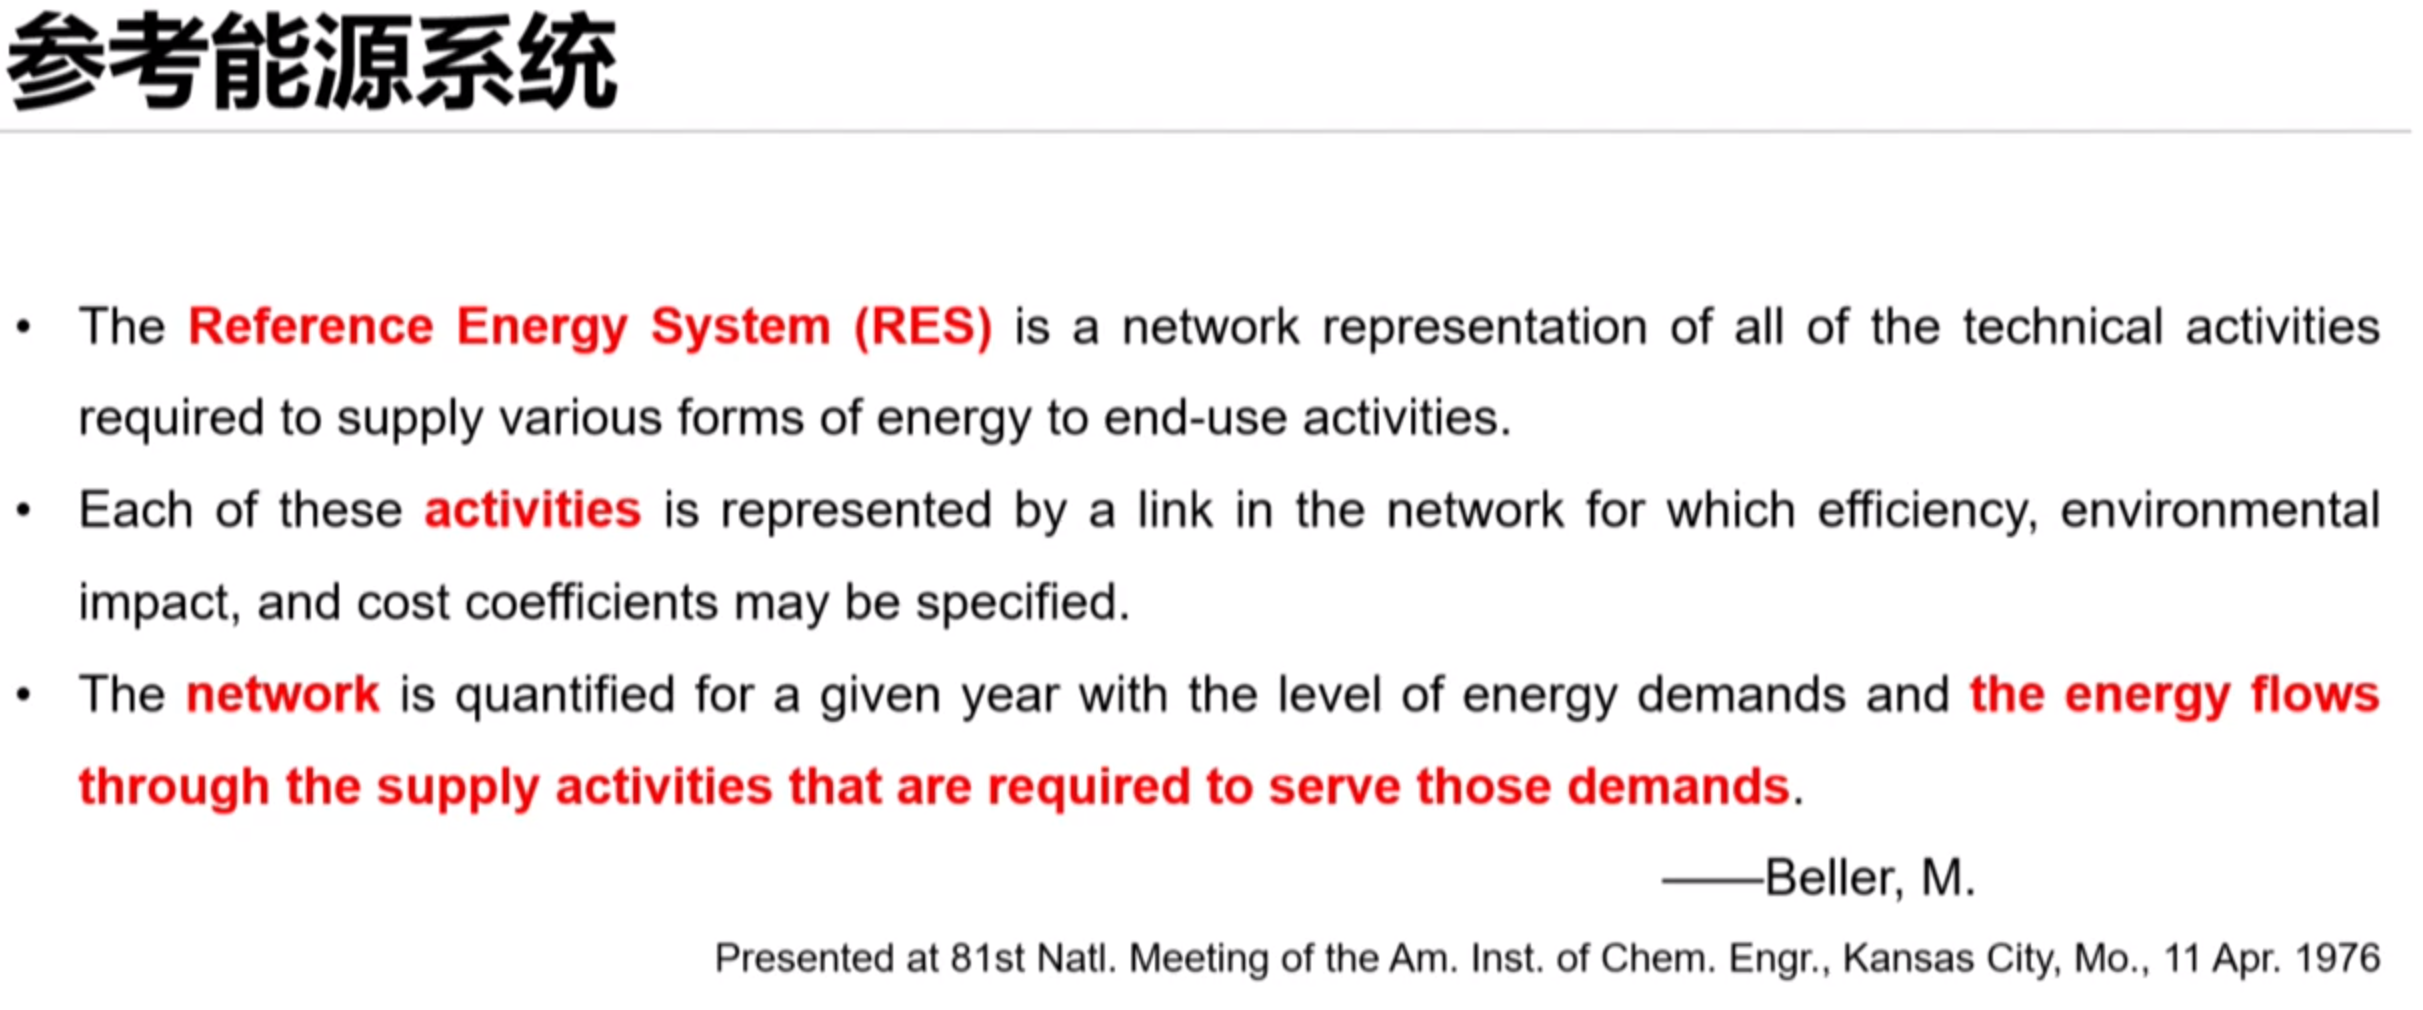 参考能源系统
• The Reference Energy System (RES) is a network representation of all of the technical activities
required to supply various forms of energy to end-use activities.
• Each of these activities is represented by a link in the network for which efficiency, environmental
impact, and cost coefficients may be specified.
• The network is quantified for a given year with the level of energy demands and the energy flows
through the supply activities that are required to serve those demands.
——Beller, M.
Presented at 81st Natl. Meeting of the Am. Inst. of Chem. Engr., Kansas City, Mo., 11 Apr. 1976